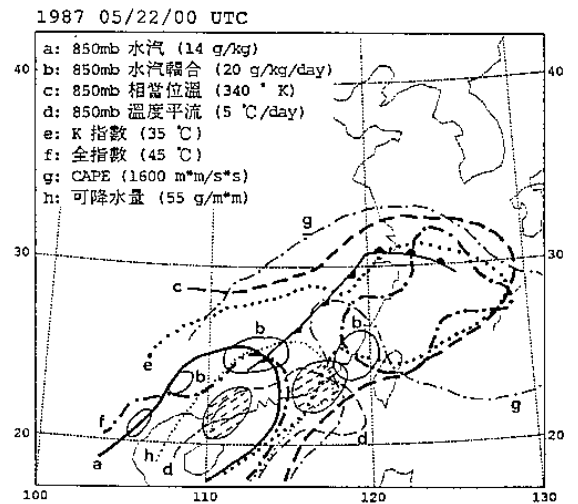 1987 05/22/00 UTC
a: 850mb 水汽 (14 g/kg)
b: 850mb 水汽輻合 (20 g/kg/day)
c: 850mb 相當位溫 (340 ° K)
d: 850mb 溫度平流 (5 ℃/day)
e: K 指數 (35 ℃)
f: 全指數 (45 ℃)
g: CAPE (1600 m*m/s*s)
h: 可降水量 (55 g/m*m)
40
40
g
30
30
c
b
b
e
b
g
f
20
h
d
d
20
a
100
110
120
130